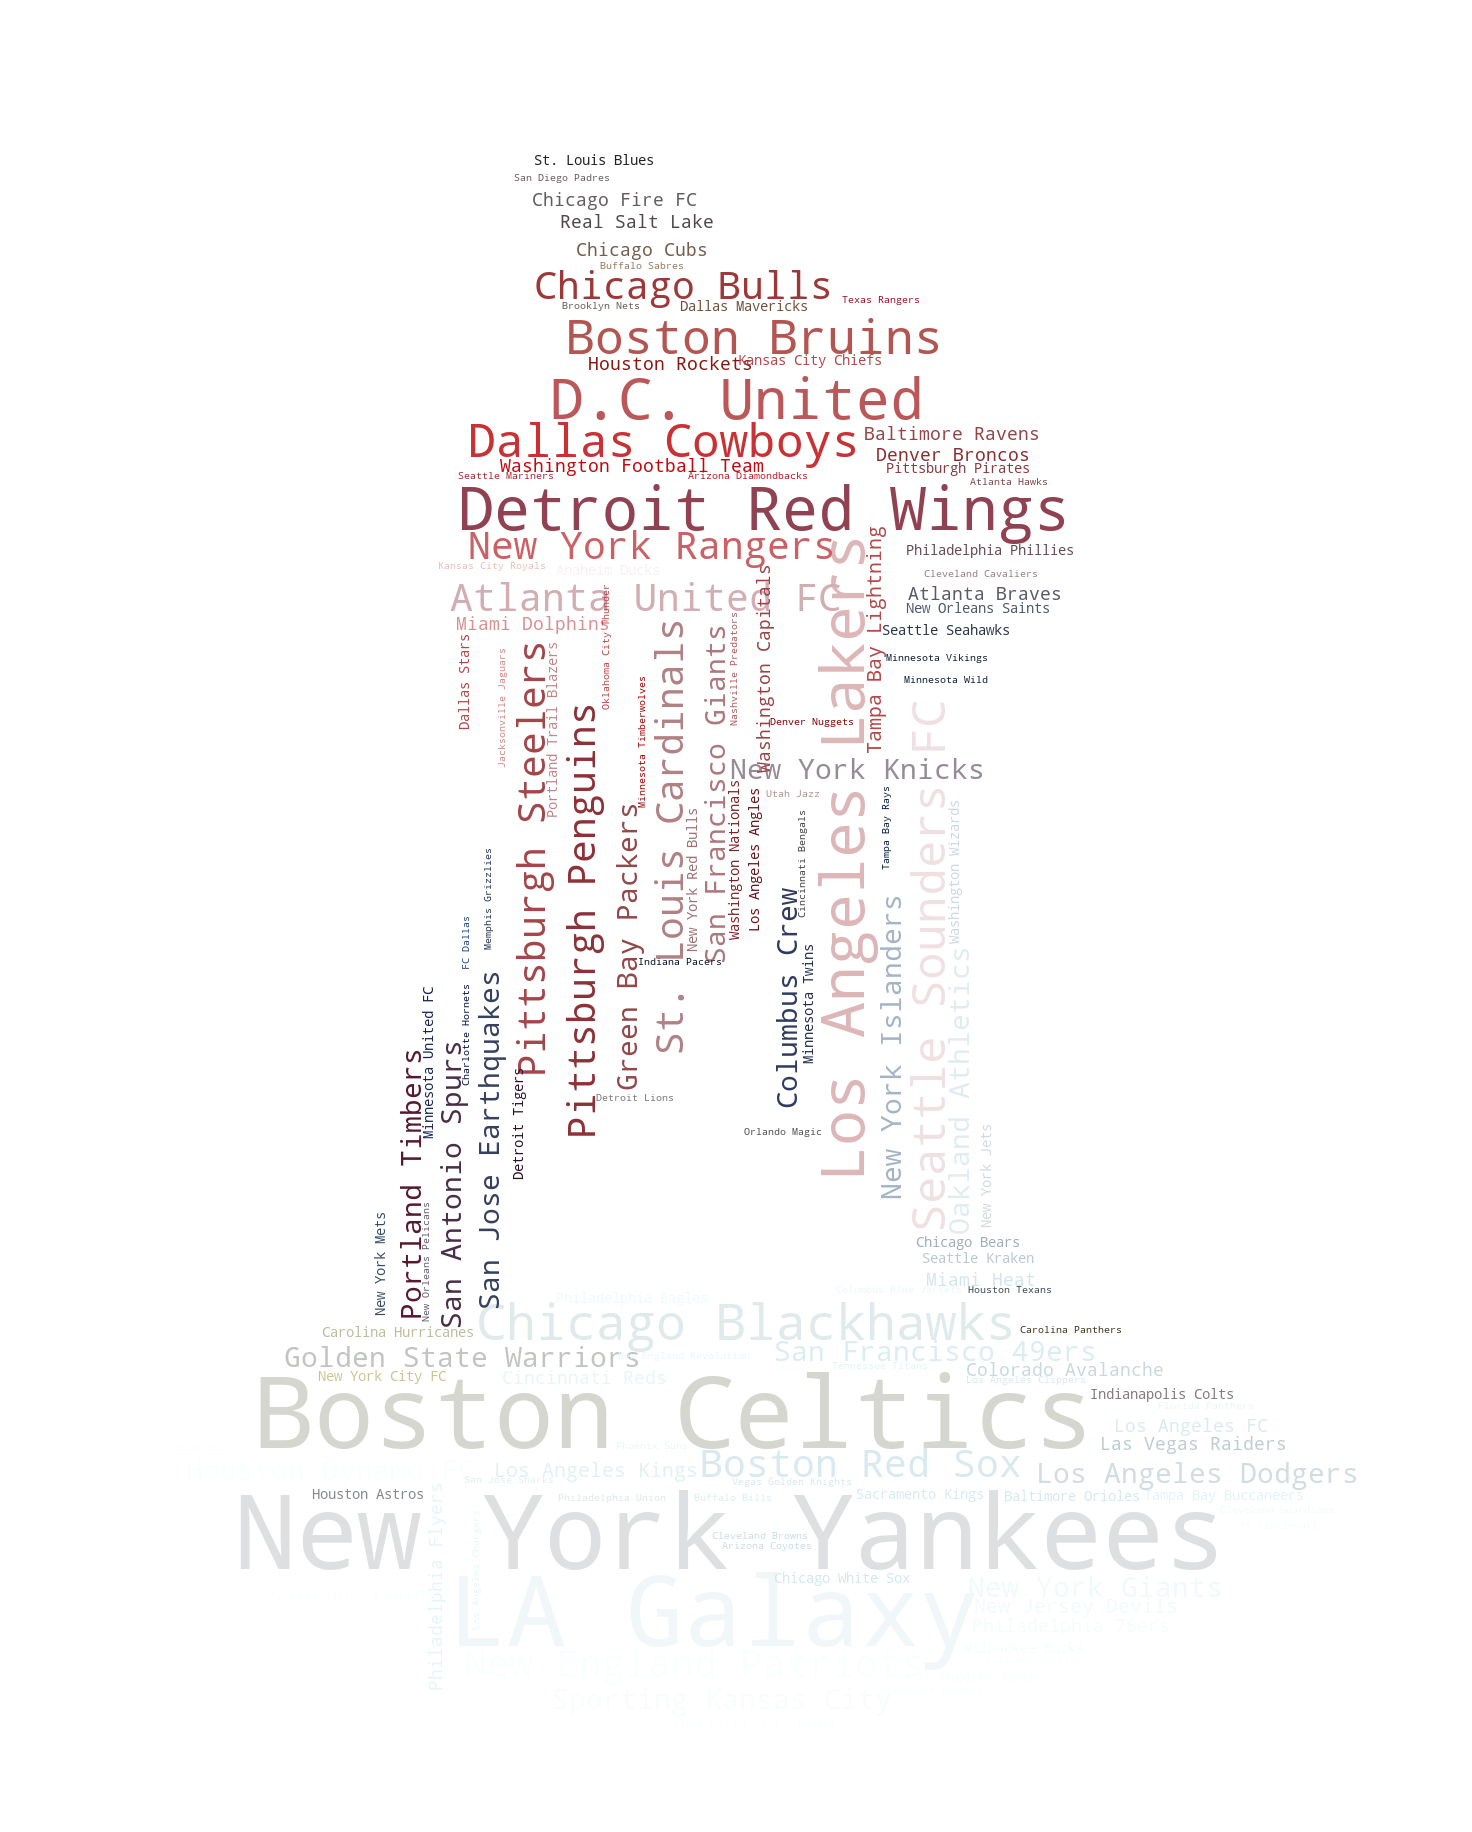 St. Louis Blues
San Diego Padres
Chicago Fire FC
Real Salt Lake
Chicago Cubs
Buffalo Sabres
Chicago Bulls
Texas Rangers
Brooklyn Nets
Dallas Mavericks
Boston Bruins
Kansas City Chiefs
Houston Rockets
D.C. United
Dallas Cowboys
Baltimore Ravens
Denver Broncos
Washington Football Team
Pittsburgh Pirates
Seattle Mariners
Arizona Diamondbacks
Atlanta Hawks
Detroit Red Wings
New York Rangers
Philadelphia Phillies
Kansas City Royals
Anaheim Ducks
Cleveland Cavaliers
Atlanta United FC
Atlanta Braves
New Orleans Saints
Miami Dolphins
Seattle Seahawks
Minnesota Vikings
Minnesota Wild
Dallas Stars
Jacksonville Jaguars
Pittsburgh Steelers
Portland Trail Blazers
Pittsburgh Penguins
Oklahoma City Thunder
Green Bay Packers
Minnesota Timberwolves
St. Louis Cardinals
New York Red Bulls
San Francisco Giants
Nashville Predators
Washington Nationals
Los Angeles Angles
Washington Capitals
Denver Nuggets
New York Knicks
Utah Jazz
Los Angeles Lakers
Tampa Bay Lightning
Tampa Bay Rays
Cincinnati Bengals
Columbus Crew
Minnesota Twins
New York Islanders
Seattle Sounders FC
Washington Wizards
Oakland Athletics
New York Jets
Memphis Grizzlies
FC Dallas
Indiana Pacers
Charlotte Hornets
Minnesota United FC
Portland Timbers
San Antonio Spurs
San Jose Earthquakes
Detroit Tigers
Detroit Lions
Orlando Magic
New York Mets
New Orleans Pelicans
Chicago Bears
Seattle Kraken
Miami Heat
Columbus Blue Jackets
Houston Texans
Philadelphia Eagles
Chicago Blackhawks
Carolina Hurricanes
Carolina Panthers
Golden State Warriors
New England Revolution
San Francisco 49ers
Tennessee Titans
Colorado Avalanche
New York City FC
Cincinnati Reds
Los Angeles Clippers
Boston Celtics
Indianapolis Colts
Florida Panthers
Los Angeles FC
Phoenix Suns
Las Vegas Raiders
Houston Dynamo FC
Los Angeles Kings
Boston Red Sox
Los Angeles Dodgers
San Jose Sharks
Vegas Golden Knights
Houston Astros
Philadelphia Union
Buffalo Bills
Sacramento Kings
Baltimore Orioles
Tampa Bay Buccaneers
New York Yankees
Philadelphia Flyers
Los Angeles Chargers
Cleveland Browns
Arizona Coyotes
Chicago White Sox
LA Galaxy
New York Giants
New Jersey Devils
Philadelphia 76ers
New England Patriots
Sporting Kansas City